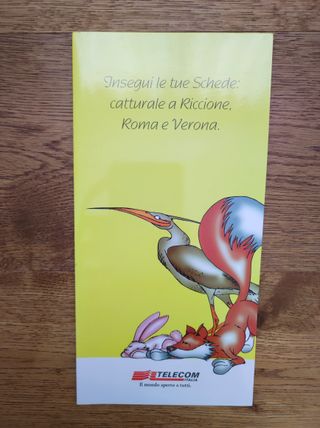 Insegui le tue Schede:
catturale a Riccione,
Roma e Verona.
TELECOM
ITALIA
Il mondo aperto a tutti.